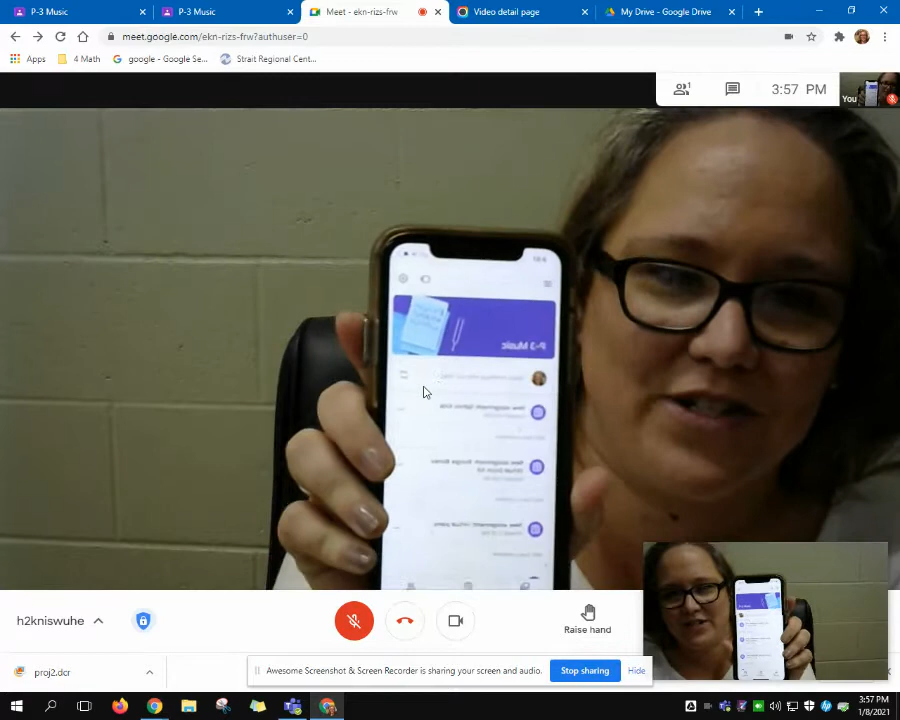 P-3 Music
P-3 Music
Meet - ekn-rizs-frw
Video detail page
My Drive - Google Drive
meet.google.com/ekn-rizs-frw?authuser=0
Apps
4 Math
google - Google Se...
Strait Regional Cent...
3:57 PM
You
P-3 Music
h2kniswuhe
Raise hand
proj2.dcr
Awesome Screenshot & Screen Recorder is sharing your screen and audio.
Stop sharing
Hide
3:57 PM
1/8/2021